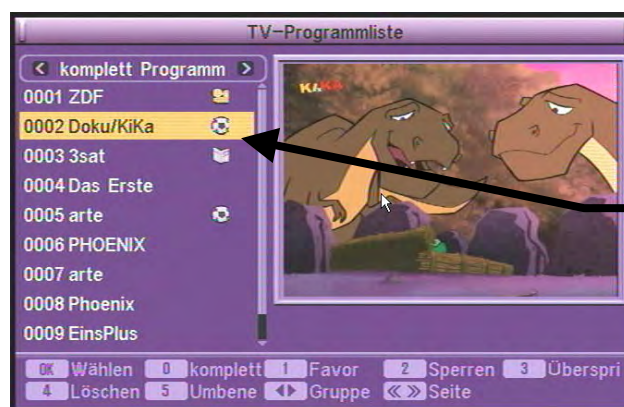 TV-Programmliste
komplett Programm
0001 ZDF
0002 Doku/KiKa
0003 3sat
0004 Das Erste
0005 arte
0006 PHOENIX
0007 arte
0008 Phoenix
0009 EinsPlus
KiKa
OK Wählen 0 komplett 1 Favor 2 Sperren 3 Überspri
4 Löschen 5 Umbene Gruppe Seite